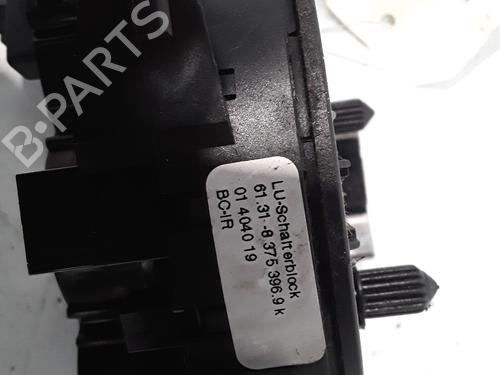 B-PARTS
LU-Schalterblock
61.31-8 375 396.9 k
01 404019
BC-IR